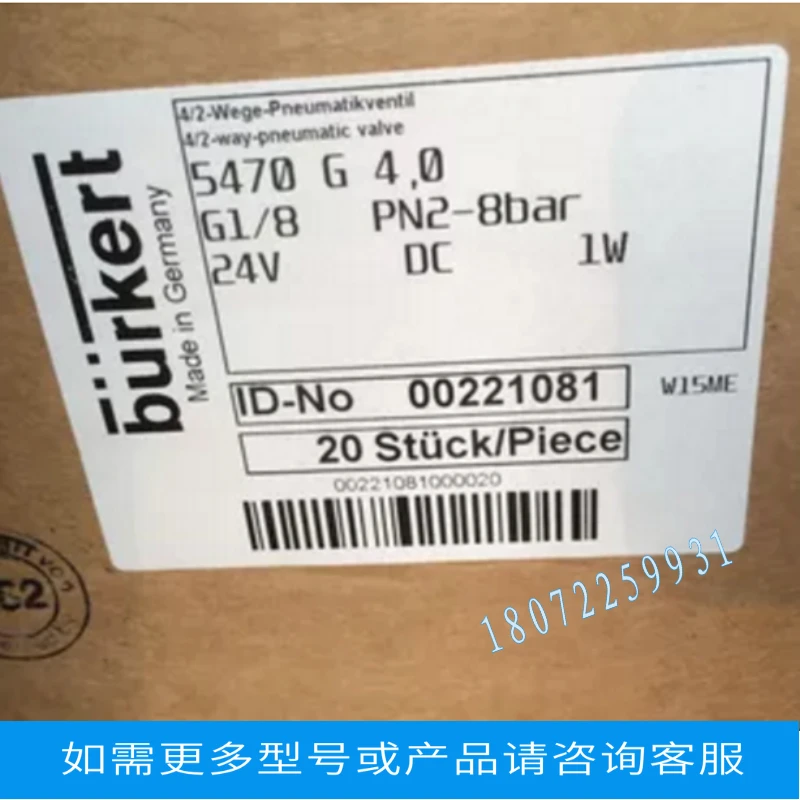 4/2-Wege-Pneumatikventil
4/2-way-pneumatic valve
5470 G 4,0
G1/8 PN2-8bar
24V DC 1W
bürkert
Made in Germany
ID-No 00221081
W15ME
20 Stück/Piece
00221081000020
18072259931
如需更多型号或产品请咨询客服